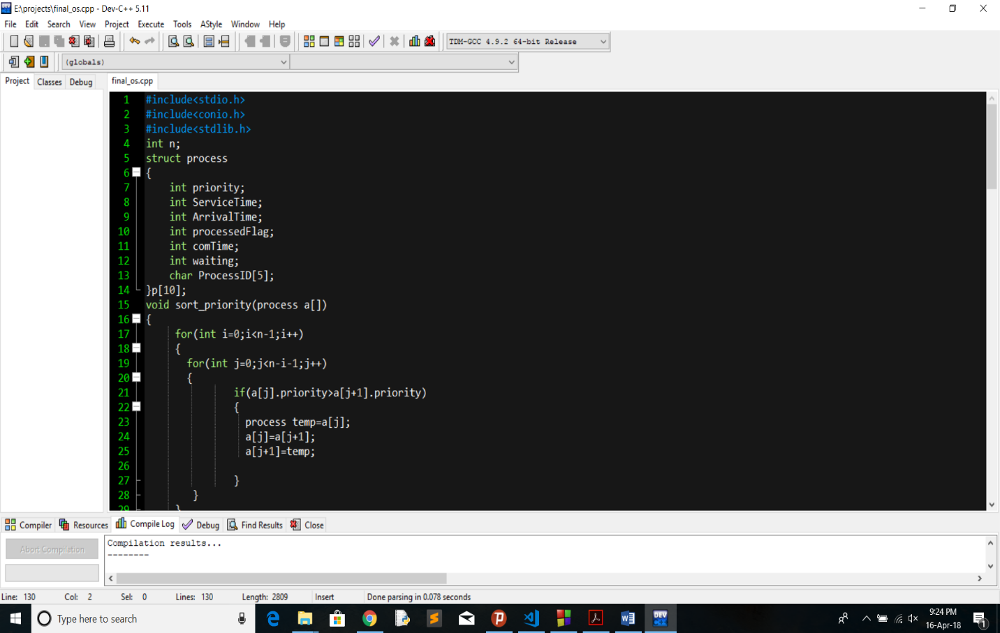 E:\projects\final_os.cpp - Dev-C++ 5.11
File Edit Search View Project Execute Tools AStyle Window Help
TDM-GCC 4.9.2 64-bit Release
(globals)
Project Classes Debug final_os.cpp
1 #include<stdio.h>
2 #include<conio.h>
3 #include<stdlib.h>
4 int n;
5 struct process
6 {
7 int priority;
8 int ServiceTime;
9 int ArrivalTime;
10 int processedFlag;
11 int comTime;
12 int waiting;
13 char ProcessID[5];
14 }p[10];
15 void sort_priority(process a[])
16 {
17 for(int i=0;i<n-1;i++)
18 {
19 for(int j=0;j<n-i-1;j++)
20 {
21 if(a[j].priority>a[j+1].priority)
22 {
23 process temp=a[j];
24 a[j]=a[j+1];
25 a[j+1]=temp;
26
27 }
28 }
29 }
Compiler Resources Compile Log Debug Find Results Close
Abort Compilation
Compilation results...
--------
Line: 130 Col: 2 Sel: 0 Lines: 130 Length: 2809 Insert Done parsing in 0.078 seconds
Type here to search
DEV
9:24 PM
16-Apr-18
1